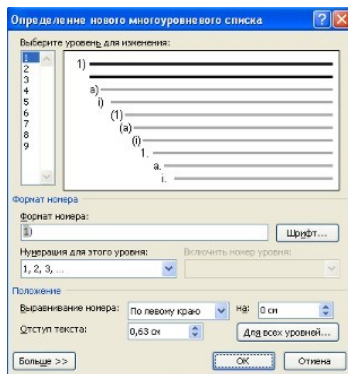 Определение нового многоуровневого списка
Выберите уровень для изменения:
1
2
3
4
5
6
7
8
9
1)
a)
i)
(1)
(a)
(i)
1.
a.
i.
Формат номера
Формат номера:
1)
Шрифт...
Нумерация для этого уровня:
Включить номер уровня:
1, 2, 3, ...
Положение
Выравнивание номера:
По левому краю
на:
0 см
Отступ текста:
0,63 см
Для всех уровней...
Больше >>
ОК
Отмена